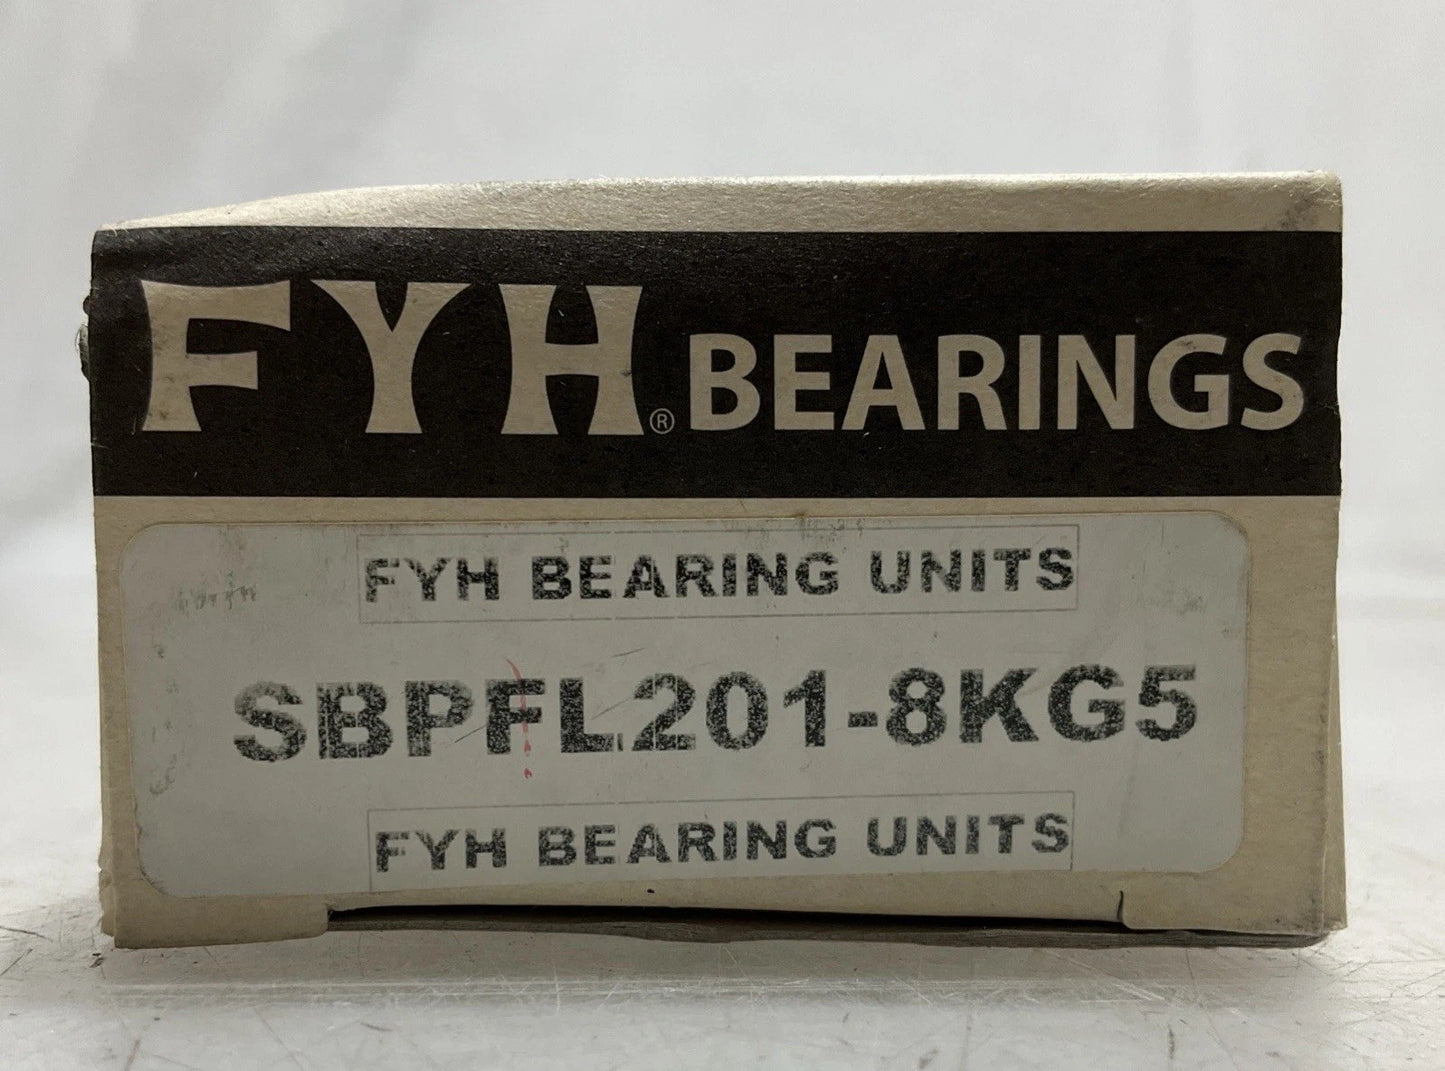 FYH® BEARINGS
FYH BEARING UNITS
SBPFL201-8KG5
FYH BEARING UNITS